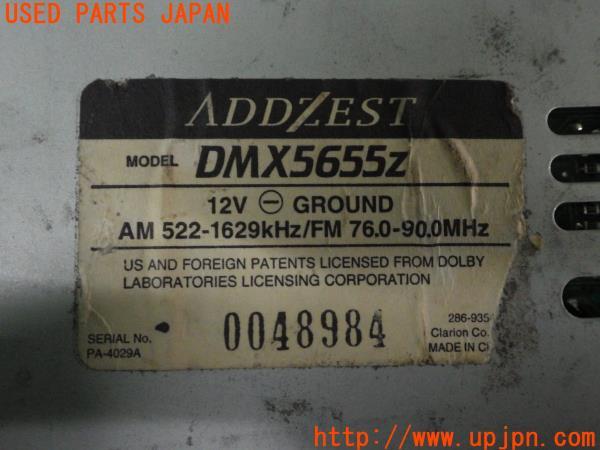 USED PARTS JAPAN
ADDZEST
MODEL DMX5655z
12V ⊖ GROUND
AM 522-1629kHz/FM 76.0-90.0MHz
US AND FOREIGN PATENTS LICENSED FROM DOLBY
LABORATORIES LICENSING CORPORATION
SERIAL No.
PA-4029A
0048984
286-935
Clarion Co.
MADE IN
http://www.upjpn.com/